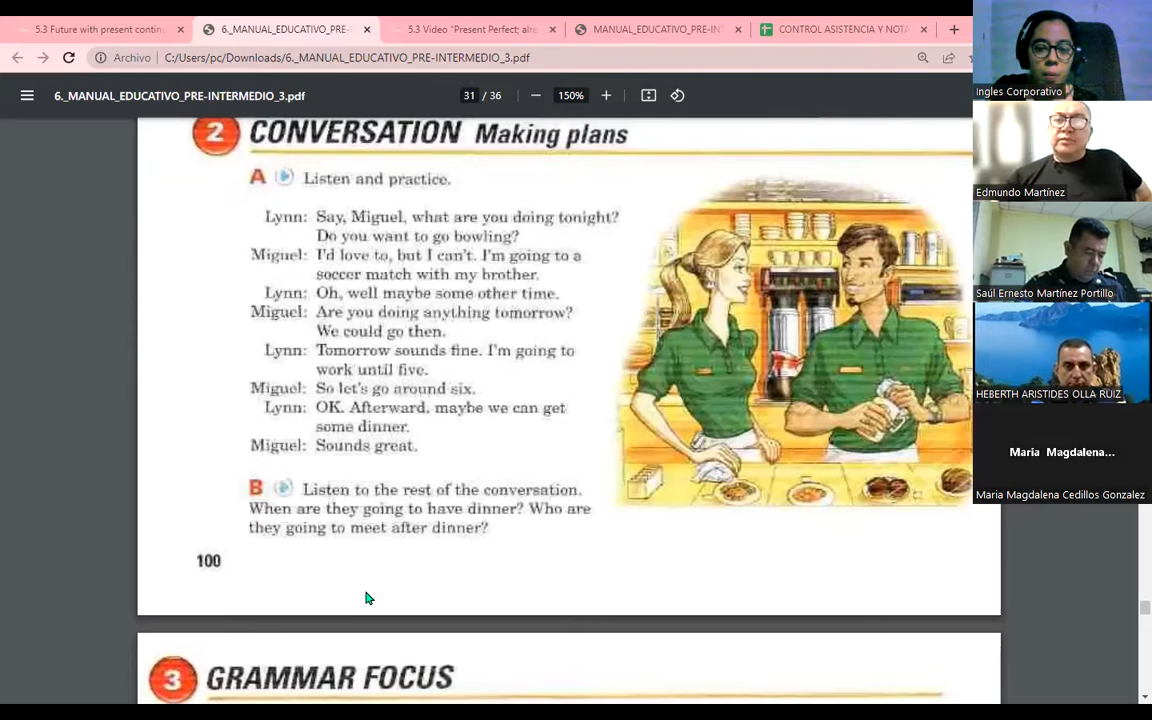 5.3 Future with present continu
6._MANUAL_EDUCATIVO_PRE-I
5.3 Video "Present Perfect; alre
MANUAL_EDUCATIVO_PRE-INT
CONTROL ASISTENCIA Y NOTA
Archivo C:/Users/pc/Downloads/6._MANUAL_EDUCATIVO_PRE-INTERMEDIO_3.pdf
6._MANUAL_EDUCATIVO_PRE-INTERMEDIO_3.pdf
31 / 36
150%
2 CONVERSATION Making plans
A Listen and practice.
Lynn: Say, Miguel, what are you doing tonight?
Do you want to go bowling?
Miguel: I'd love to, but I can't. I'm going to a
soccer match with my brother.
Lynn: Oh, well maybe some other time.
Miguel: Are you doing anything tomorrow?
We could go then.
Lynn: Tomorrow sounds fine. I'm going to
work until five.
Miguel: So let's go around six.
Lynn: OK. Afterward, maybe we can get
some dinner.
Miguel: Sounds great.
B Listen to the rest of the conversation.
When are they going to have dinner? Who are
they going to meet after dinner?
100
3 GRAMMAR FOCUS
Ingles Corporativo
Edmundo Martínez
Saúl Ernesto Martínez Portillo
HEBERTH ARISTIDES OLLA RUIZ
Maria Magdalena...
Maria Magdalena Cedillos Gonzalez